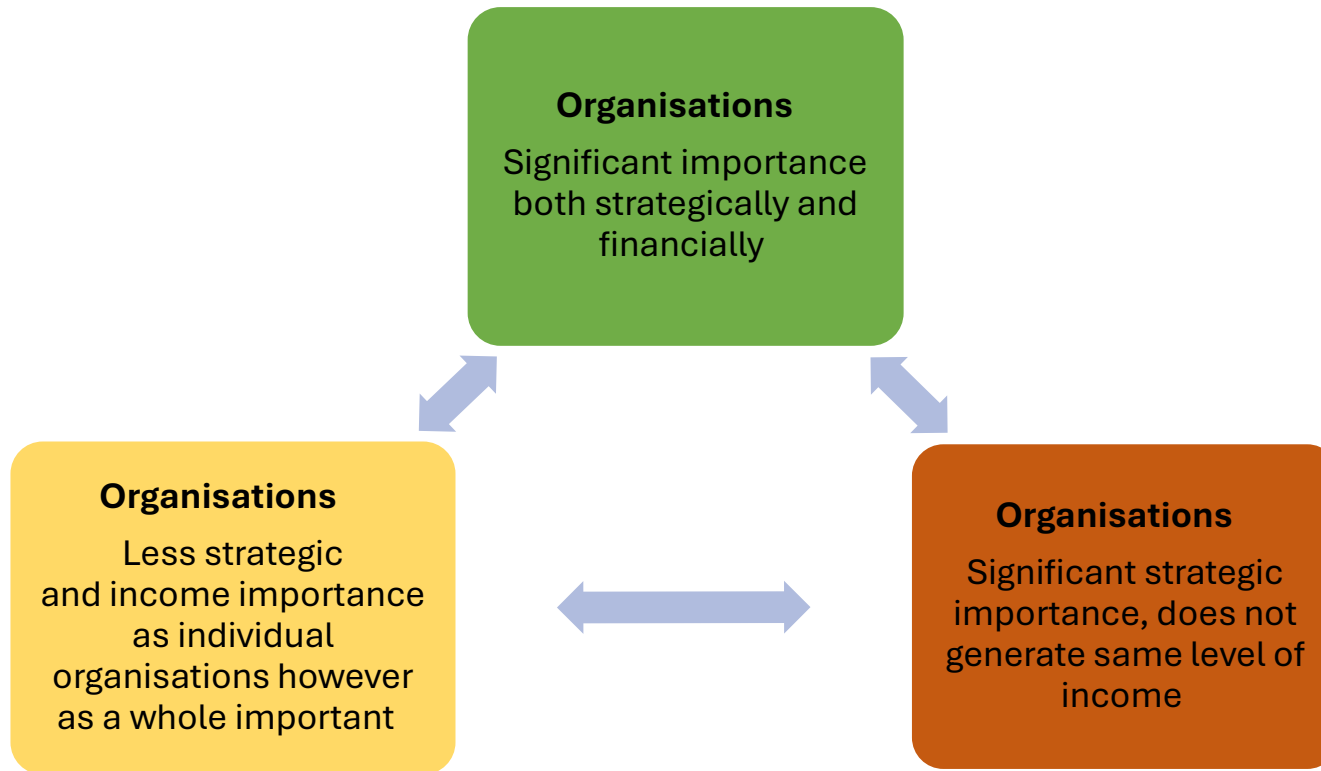 Organisations
Significant importance
both strategically and
financially
Organisations
Less strategic
and income importance
as individual
organisations however
as a whole important
Organisations
Significant strategic
importance, does not
generate same level of
income